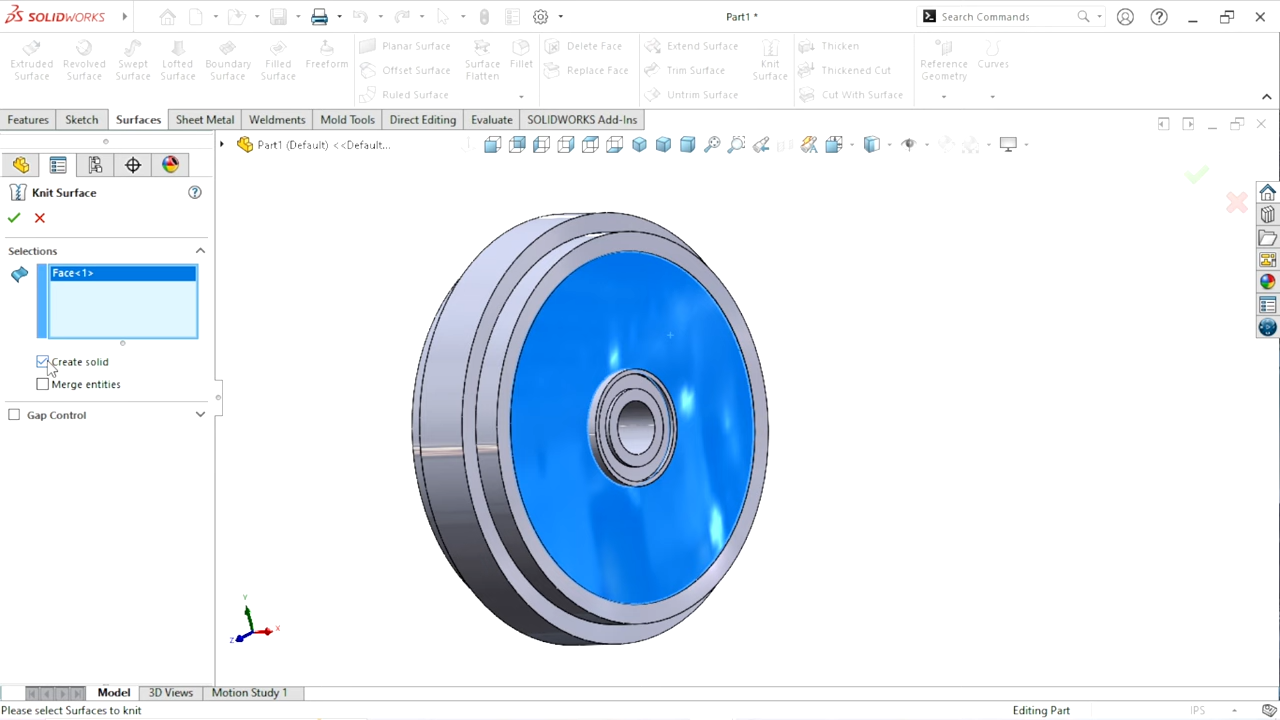 SOLIDWORKS
Part1 *
Search Commands
Extruded Surface
Revolved Surface
Swept Surface
Lofted Surface
Boundary Surface
Filled Surface
Freeform
Planar Surface
Offset Surface
Ruled Surface
Surface Flatten
Fillet
Delete Face
Replace Face
Extend Surface
Trim Surface
Untrim Surface
Knit Surface
Thicken
Thickened Cut
Cut With Surface
Reference Geometry
Curves
Features
Sketch
Surfaces
Sheet Metal
Weldments
Mold Tools
Direct Editing
Evaluate
SOLIDWORKS Add-Ins
Part1 (Default) <<Default...
Knit Surface
Selections
Face<1>
Create solid
Merge entities
Gap Control
Y
X
Z
Model
3D Views
Motion Study 1
Please select Surfaces to knit
Editing Part
IPS